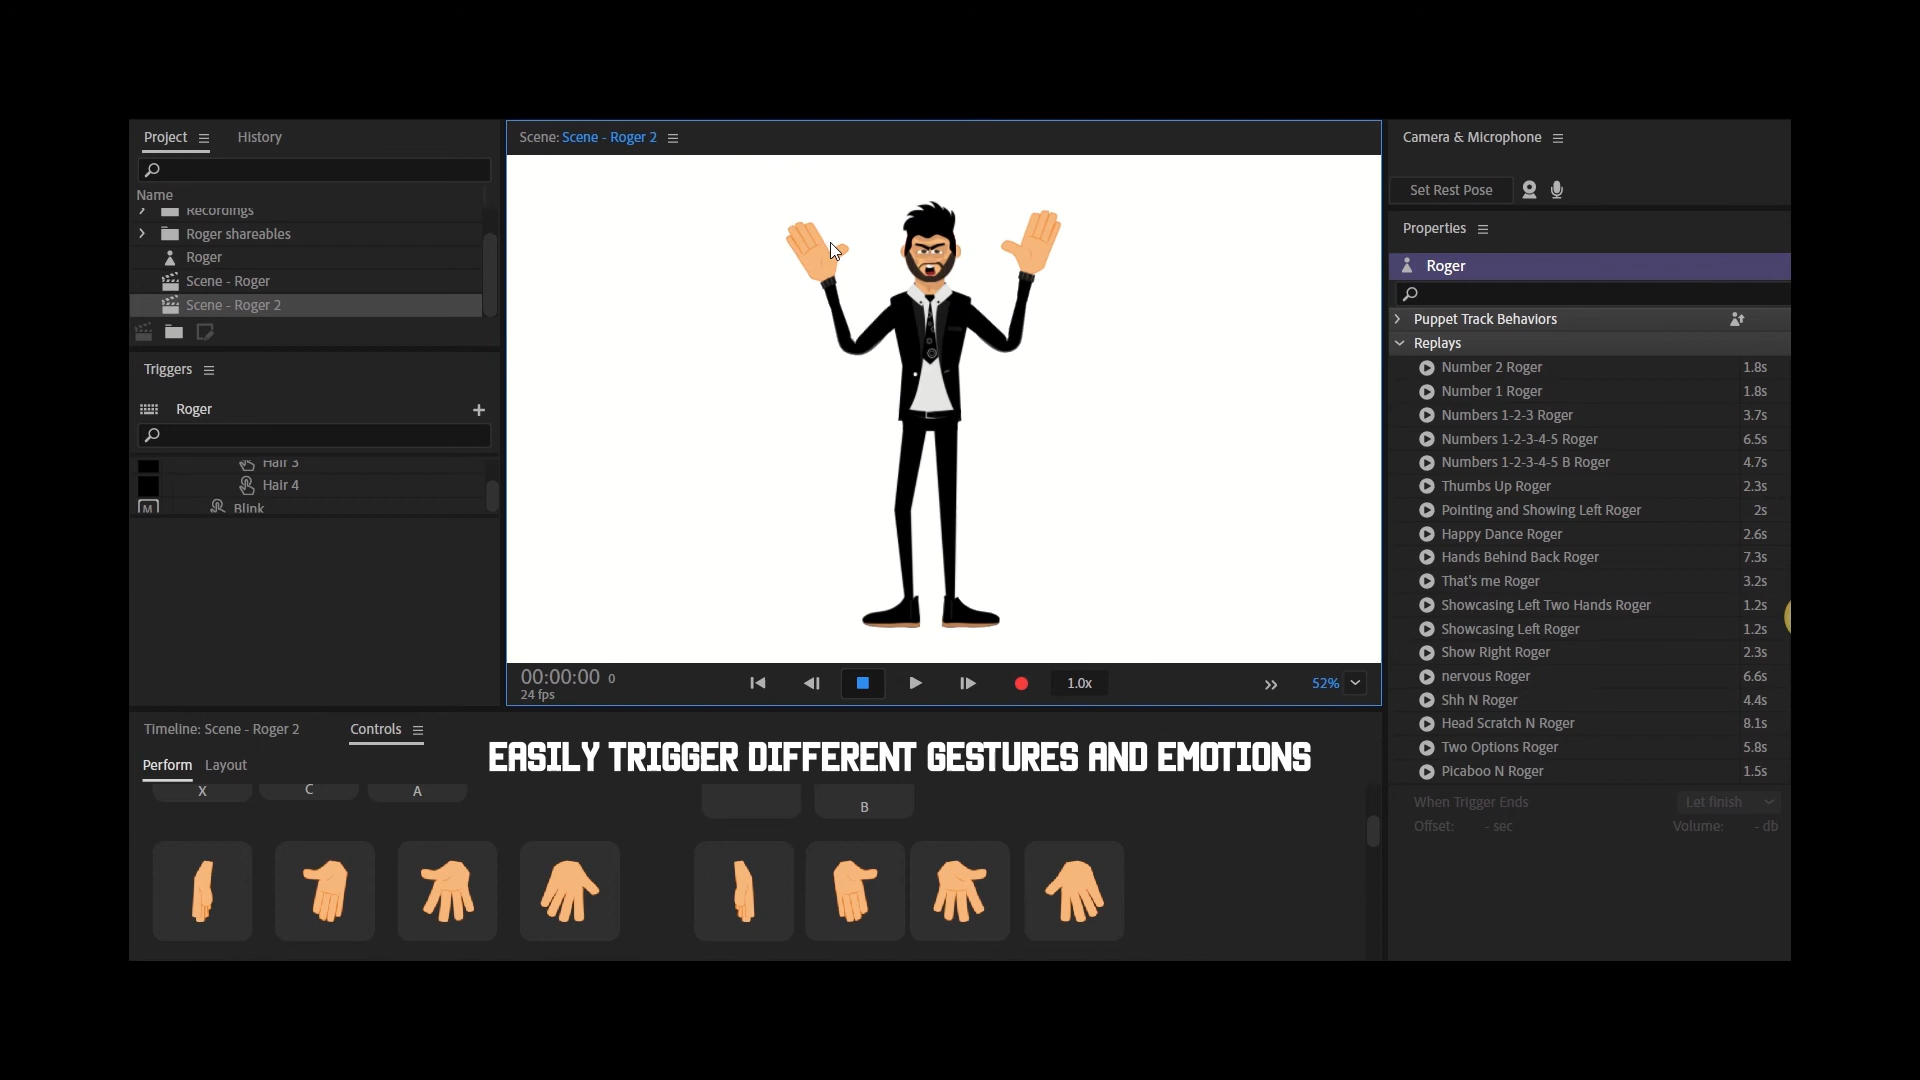 Project
History
Name
Recordings
Roger shareables
Roger
Scene - Roger
Scene - Roger 2
Triggers
Roger
Hair 3
Hair 4
M
Blink
Scene: Scene - Roger 2
00:00:00 0
24 fps
1.0x
52%
Timeline: Scene - Roger 2
Controls
EASILY TRIGGER DIFFERENT GESTURES AND EMOTIONS
Perform
Layout
X
C
A
B
Camera & Microphone
Set Rest Pose
Properties
Roger
Puppet Track Behaviors
Replays
Number 2 Roger 1.8s
Number 1 Roger 1.8s
Numbers 1-2-3 Roger 3.7s
Numbers 1-2-3-4-5 Roger 6.5s
Numbers 1-2-3-4-5 B Roger 4.7s
Thumbs Up Roger 2.3s
Pointing and Showing Left Roger 2s
Happy Dance Roger 2.6s
Hands Behind Back Roger 7.3s
That's me Roger 3.2s
Showcasing Left Two Hands Roger 1.2s
Showcasing Left Roger 1.2s
Show Right Roger 2.3s
nervous Roger 6.6s
Shh N Roger 4.4s
Head Scratch N Roger 8.1s
Two Options Roger 5.8s
Picaboo N Roger 1.5s
When Trigger Ends Let finish
Offset: - sec Volume: - db